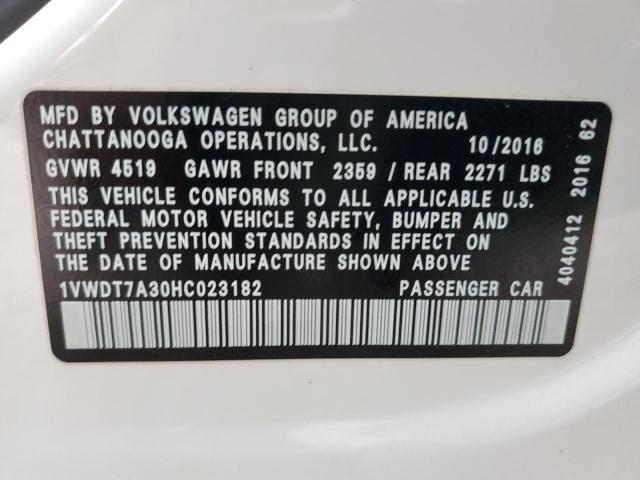 MFD BY VOLKSWAGEN GROUP OF AMERICA
CHATTANOOGA OPERATIONS, LLC. 10/2016
GVWR 4519 GAWR FRONT 2359 / REAR 2271 LBS
THIS VEHICLE CONFORMS TO ALL APPLICABLE U.S.
FEDERAL MOTOR VEHICLE SAFETY, BUMPER AND
THEFT PREVENTION STANDARDS IN EFFECT ON
THE DATE OF MANUFACTURE SHOWN ABOVE
1VWDT7A30HC023182 PASSENGER CAR
4040412 2016 62